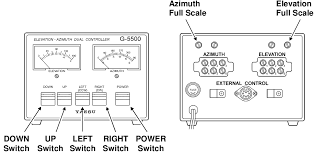 Azimuth
Full Scale
Elevation
Full Scale
ELEVATION - AZIMUTH DUAL CONTROLLER
G-5500
ELEVATION
AZIMUTH
DOWN
UP
LEFT
RIGHT
POWER
YAESU
AZIMUTH
ELEVATION
EXTERNAL CONTROL
DOWN
Switch
UP
Switch
LEFT
Switch
RIGHT
Switch
POWER
Switch